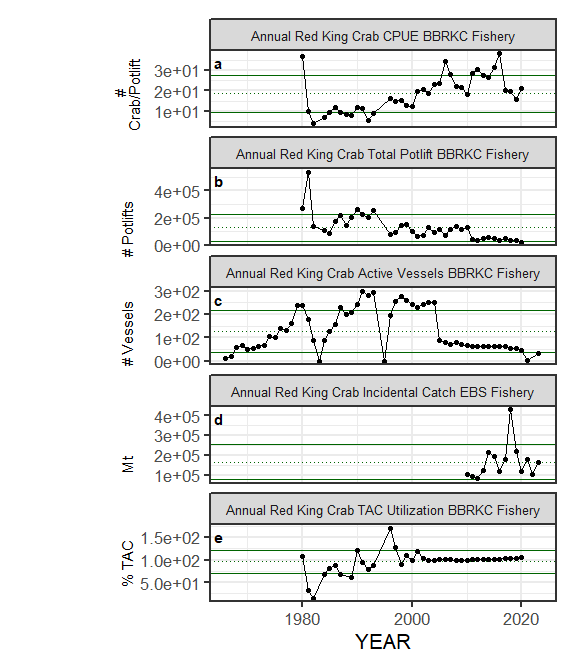 Annual Red King Crab CPUE BBRKC Fishery
a
#
Crab/Potlift
3e+01
2e+01
1e+01
Annual Red King Crab Total Potlift BBRKC Fishery
b
# Potlifts
4e+05
2e+05
0e+00
Annual Red King Crab Active Vessels BBRKC Fishery
c
# Vessels
3e+02
2e+02
1e+02
0e+00
Annual Red King Crab Incidental Catch EBS Fishery
d
Mt
4e+05
3e+05
2e+05
1e+05
Annual Red King Crab TAC Utilization BBRKC Fishery
e
% TAC
1.5e+02
1.0e+02
5.0e+01
1980 2000 2020
YEAR